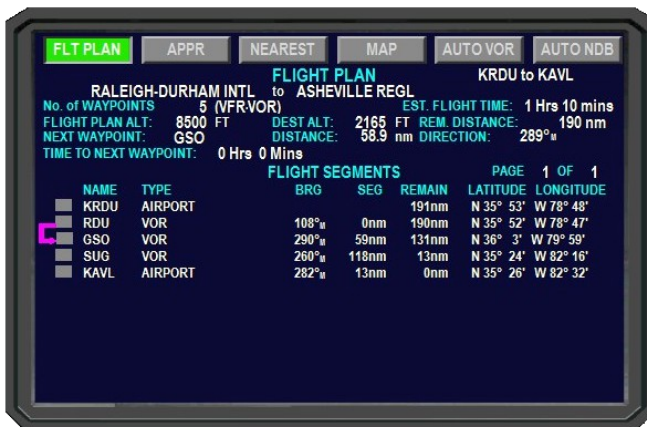 FLT PLAN APPR NEAREST MAP AUTO VOR AUTO NDB
FLIGHT PLAN KRDU to KAVL
RALEIGH-DURHAM INTL to ASHEVILLE REGL
No. of WAYPOINTS 5 (VFR-VOR) EST. FLIGHT TIME: 1 Hrs 10 mins
FLIGHT PLAN ALT: 8500 FT DEST ALT: 2165 FT REM. DISTANCE: 190 nm
NEXT WAYPOINT: GSO DISTANCE: 58.9 nm DIRECTION: 289°M
TIME TO NEXT WAYPOINT: 0 Hrs 0 Mins
FLIGHT SEGMENTS PAGE 1 OF 1
NAME TYPE BRG SEG REMAIN LATITUDE LONGITUDE
KRDU AIRPORT 191nm N 35° 53' W 78° 48'
RDU VOR 108°M 0nm 190nm N 35° 52' W 78° 47'
GSO VOR 290°M 59nm 131nm N 36° 3' W 79° 59'
SUG VOR 260°M 118nm 13nm N 35° 24' W 82° 16'
KAVL AIRPORT 282°M 13nm 0nm N 35° 26' W 82° 32'